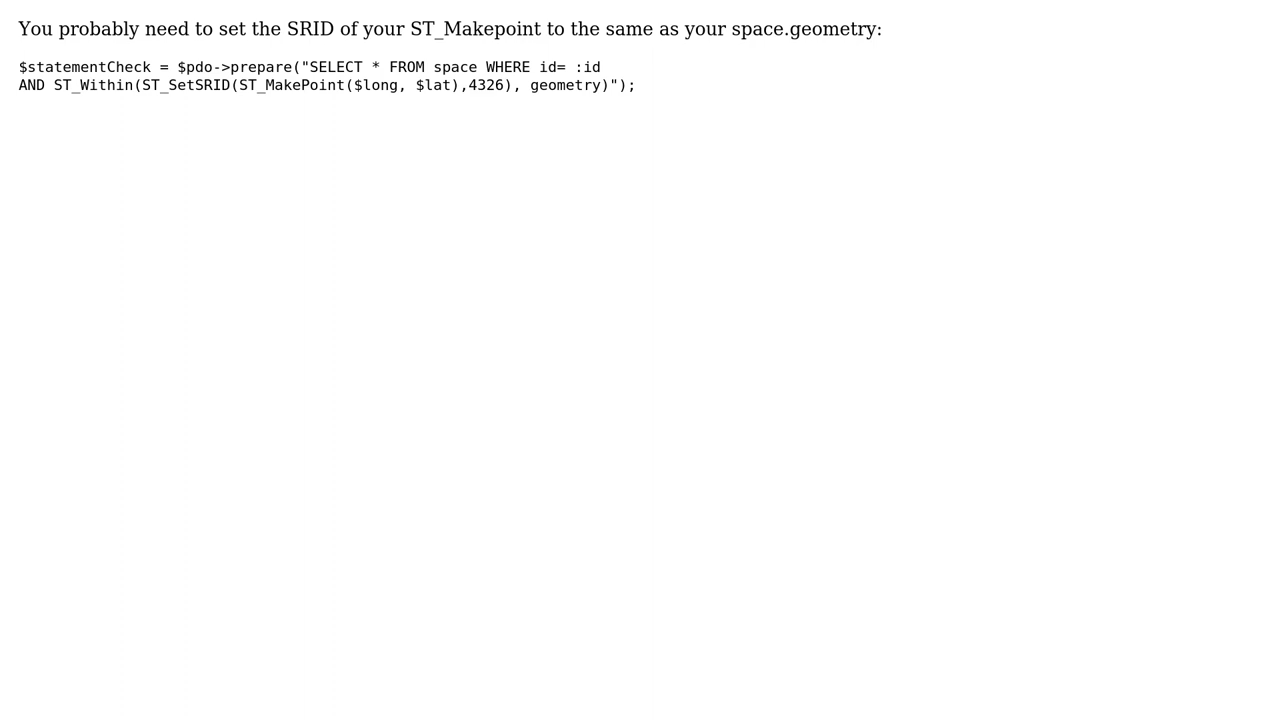 You probably need to set the SRID of your ST_Makepoint to the same as your space.geometry:
$statementCheck = $pdo->prepare("SELECT * FROM space WHERE id= :id
AND ST_Within(ST_SetSRID(ST_MakePoint($long, $lat),4326), geometry)");